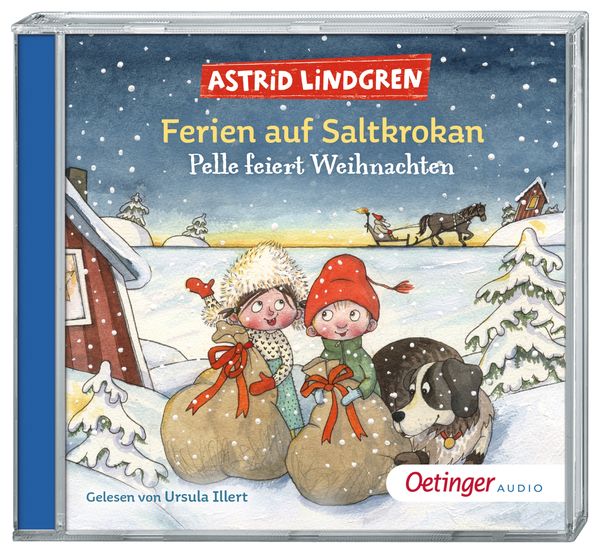 ASTRID LINDGREN
Ferien auf Saltkrokan
Pelle feiert Weihnachten
Gelesen von Ursula Illert
Oetinger AUDIO